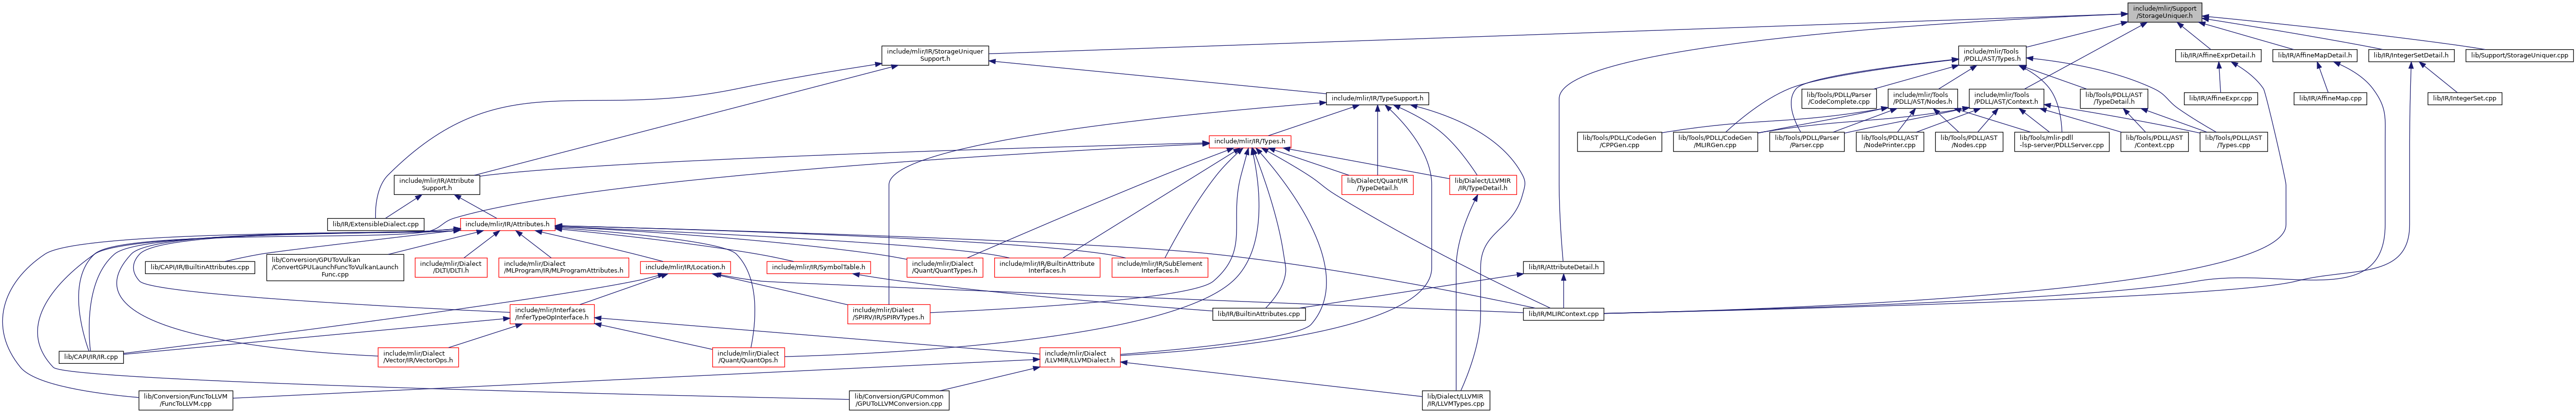 include/mlir/Support
/StorageUniquer.h
include/mlir/IR/StorageUniquer
Support.h
include/mlir/Tools
/PDLL/AST/Types.h
lib/IR/AffineExprDetail.h
lib/IR/AffineMapDetail.h
lib/IR/IntegerSetDetail.h
lib/Support/StorageUniquer.cpp
include/mlir/IR/TypeSupport.h
lib/Tools/PDLL/Parser
/CodeComplete.cpp
include/mlir/Tools
/PDLL/AST/Nodes.h
include/mlir/Tools
/PDLL/AST/Context.h
lib/Tools/PDLL/AST
/TypeDetail.h
lib/IR/AffineExpr.cpp
lib/IR/AffineMap.cpp
lib/IR/IntegerSet.cpp
include/mlir/IR/Types.h
lib/Tools/PDLL/CodeGen
/CPPGen.cpp
lib/Tools/PDLL/CodeGen
/MLIRGen.cpp
lib/Tools/PDLL/Parser
/Parser.cpp
lib/Tools/PDLL/AST
/NodePrinter.cpp
lib/Tools/PDLL/AST
/Nodes.cpp
lib/Tools/mlir-pdll
-lsp-server/PDLLServer.cpp
lib/Tools/PDLL/AST
/Context.cpp
lib/Tools/PDLL/AST
/Types.cpp
include/mlir/IR/Attribute
Support.h
lib/Dialect/Quant/IR
/TypeDetail.h
lib/Dialect/LLVMIR
/IR/TypeDetail.h
lib/IR/ExtensibleDialect.cpp
include/mlir/IR/Attributes.h
lib/CAPI/IR/BuiltinAttributes.cpp
lib/Conversion/GPUToVulkan
/ConvertGPULaunchFuncToVulkanLaunch
Func.cpp
include/mlir/Dialect
/DLTI/DLTI.h
include/mlir/Dialect
/MLProgram/IR/MLProgramAttributes.h
include/mlir/IR/Location.h
include/mlir/IR/SymbolTable.h
include/mlir/Dialect
/Quant/QuantTypes.h
include/mlir/IR/BuiltinAttribute
Interfaces.h
include/mlir/IR/SubElement
Interfaces.h
lib/IR/AttributeDetail.h
include/mlir/Interfaces
/InferTypeOpInterface.h
include/mlir/Dialect
/SPIRV/IR/SPIRVTypes.h
lib/IR/BuiltinAttributes.cpp
lib/IR/MLIRContext.cpp
lib/CAPI/IR/IR.cpp
include/mlir/Dialect
/Vector/IR/VectorOps.h
include/mlir/Dialect
/Quant/QuantOps.h
include/mlir/Dialect
/LLVMIR/LLVMDialect.h
lib/Conversion/FuncToLLVM
/FuncToLLVM.cpp
lib/Conversion/GPUCommon
/GPUToLLVMConversion.cpp
lib/Dialect/LLVMIR
/IR/LLVMTypes.cpp